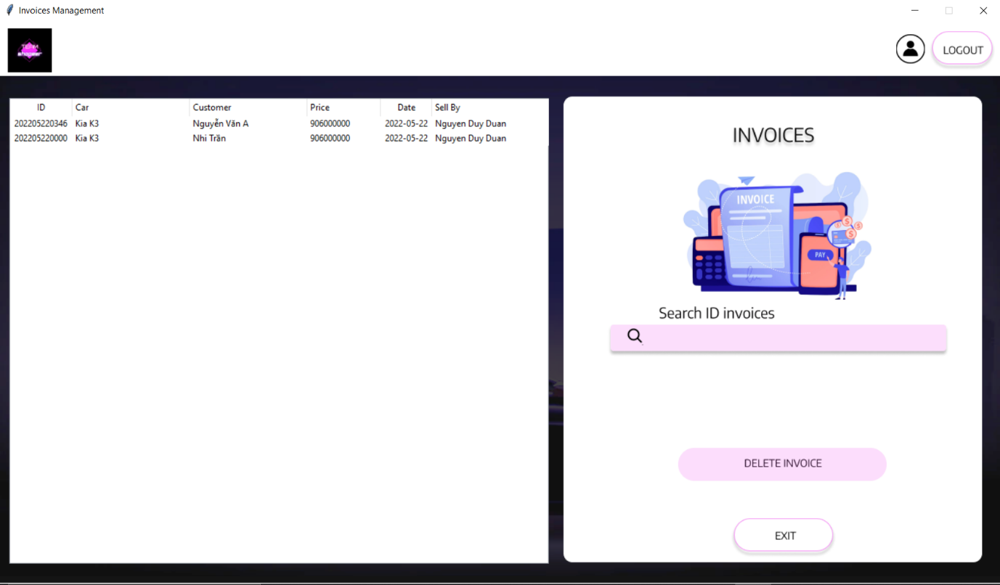 Invoices Management
TEAM
LOGOUT
ID Car Customer Price Date Sell By
202205220346 Kia K3 Nguyễn Văn A 906000000 2022-05-22 Nguyen Duy Duan
202205220000 Kia K3 Nhi Trần 906000000 2022-05-22 Nguyen Duy Duan
INVOICES
INVOICE
PAY
Search ID invoices
DELETE INVOICE
EXIT